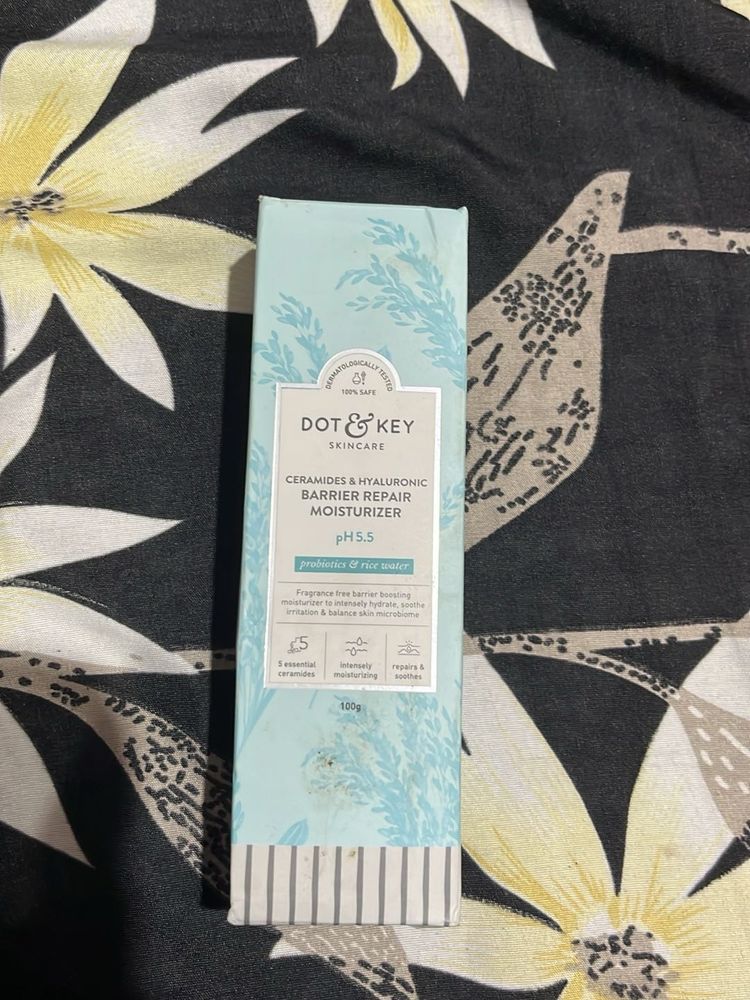 DERMATOLOGICALLY TESTED
100% SAFE
DOT & KEY
SKINCARE
CERAMIDES & HYALURONIC
BARRIER REPAIR
MOISTURIZER
pH 5.5
probiotics & rice water
Fragrance free barrier boosting
moisturizer to intensely hydrate, soothe
irritation & balance skin microbiome
5
5 essential
ceramides
intensely
moisturizing
repairs &
soothes
100g